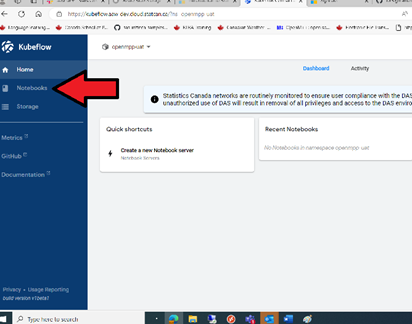 https://kubeflow.aaw-dev.cloud.statcan.ca/?ns=openmpp-uat
Kubeflow
openmpp-uat
Home
Dashboard
Activity
Notebooks
Storage
Statistics Canada networks are routinely monitored to ensure user compliance with the DAS
unauthorized use of DAS will result in removal of all privileges and access to the DAS enviro
Quick shortcuts
Recent Notebooks
Create a new Notebook server
Notebook Servers
No Notebooks in namespace openmpp-uat
Metrics
GitHub
Documentation
Privacy • Usage Reporting
build version v1beta1
Type here to search